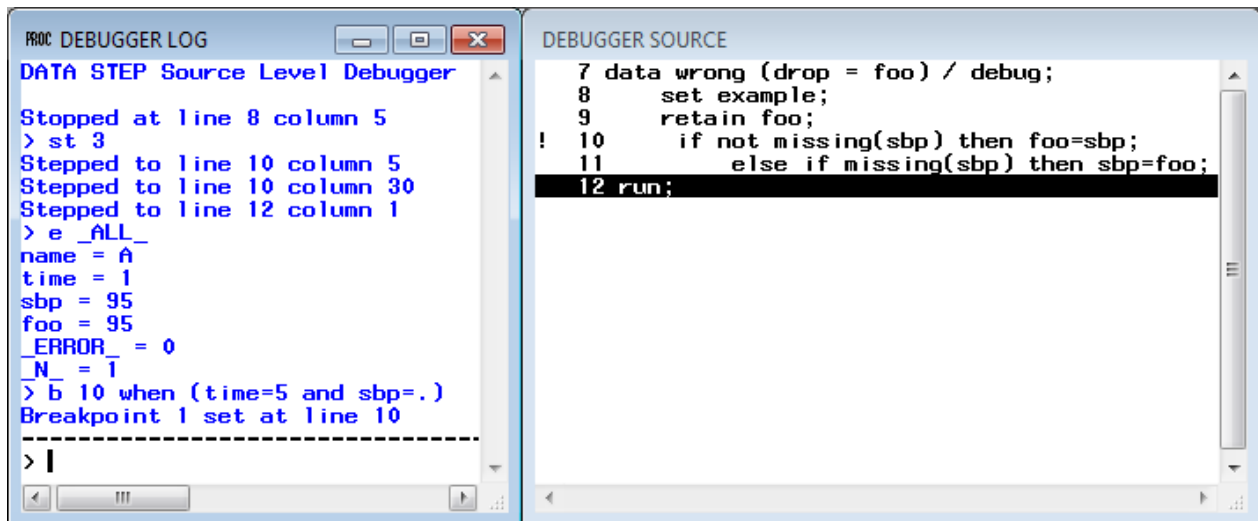 PROC DEBUGGER LOG
DATA STEP Source Level Debugger
Stopped at line 8 column 5
> st 3
Stepped to line 10 column 5
Stepped to line 10 column 30
Stepped to line 12 column 1
> e _ALL_
name = A
time = 1
sbp = 95
foo = 95
_ERROR_ = 0
_N_ = 1
> b 10 when (time=5 and sbp=.)
Breakpoint 1 set at line 10
>
DEBUGGER SOURCE
7 data wrong (drop = foo) / debug;
8 set example;
9 retain foo;
! 10 if not missing(sbp) then foo=sbp;
11 else if missing(sbp) then sbp=foo;
12 run;